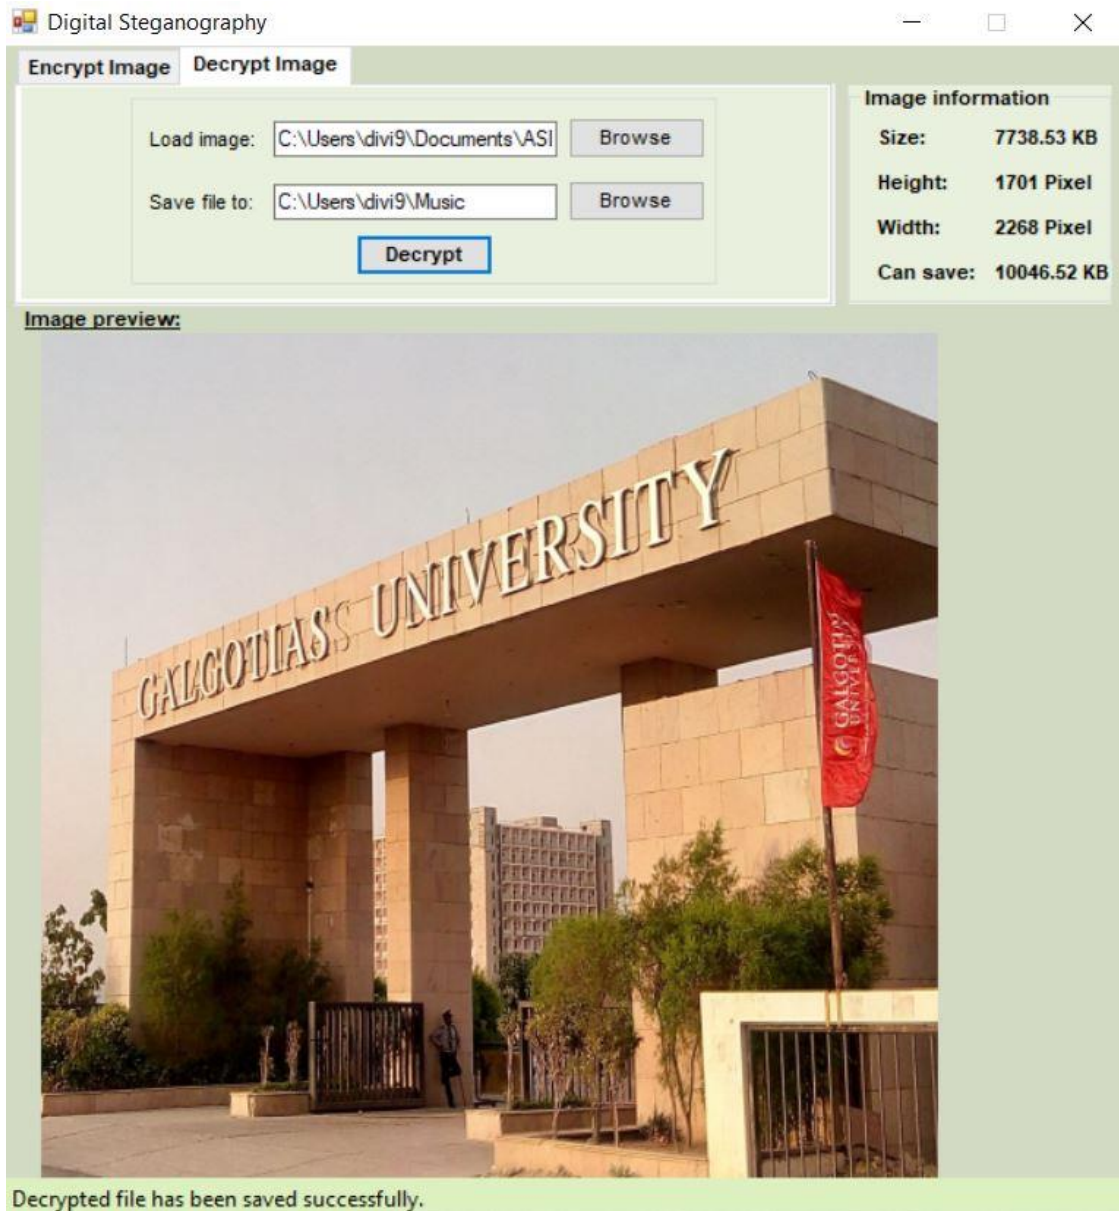 Digital Steganography
Encrypt Image Decrypt Image
Load image: C:\Users\divi9\Documents\ASI Browse
Save file to: C:\Users\divi9\Music Browse
Decrypt
Image information
Size: 7738.53 KB
Height: 1701 Pixel
Width: 2268 Pixel
Can save: 10046.52 KB
Image preview:
GALGOTIAS UNIVERSITY
GALGOTIAS
UNIVERSITY
Decrypted file has been saved successfully.